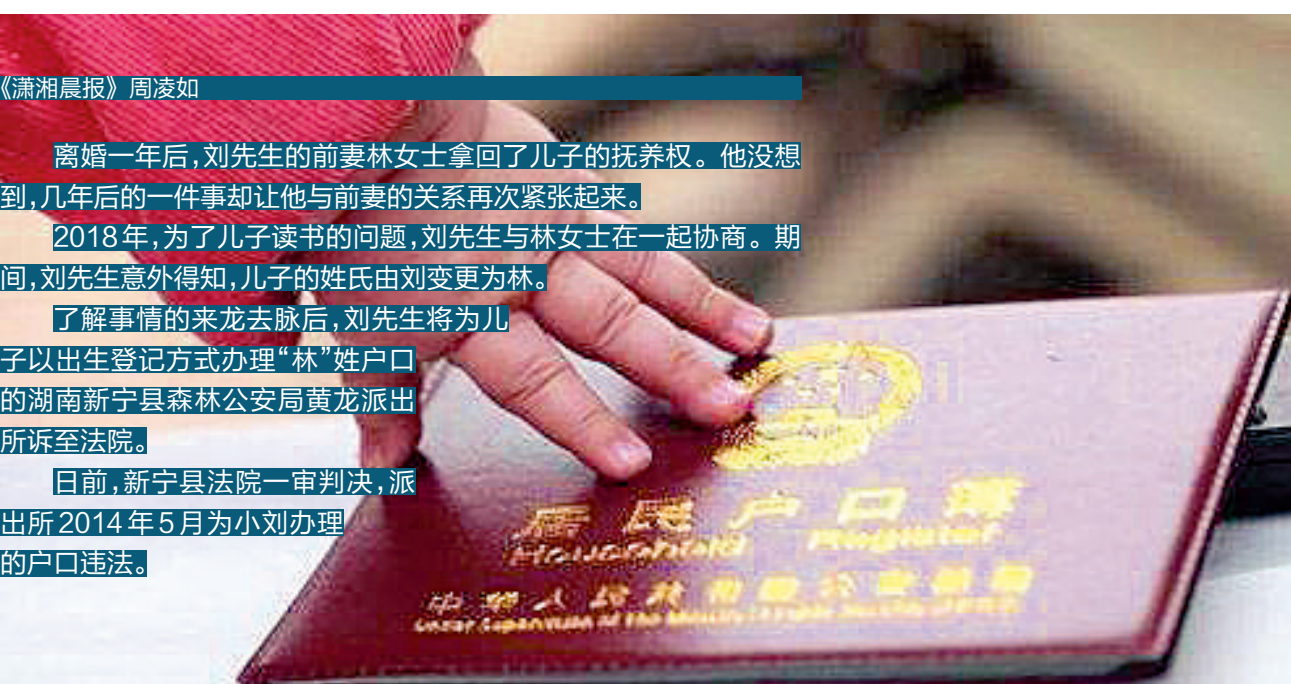 《潇湘晨报》周凌如
离婚一年后,刘先生的前妻林女士拿回了儿子的抚养权。他没想
到,几年后的一件事却让他与前妻的关系再次紧张起来。
2018年,为了儿子读书的问题,刘先生与林女士在一起协商。期
间,刘先生意外得知,儿子的姓氏由刘变更为林。
了解事情的来龙去脉后,刘先生将为儿
子以出生登记方式办理“林”姓户口
的湖南新宁县森林公安局黄龙派出
所诉至法院。
日前,新宁县法院一审判决,派
出所2014年5月为小刘办理
的户口违法。
居民户口簿
Household Register